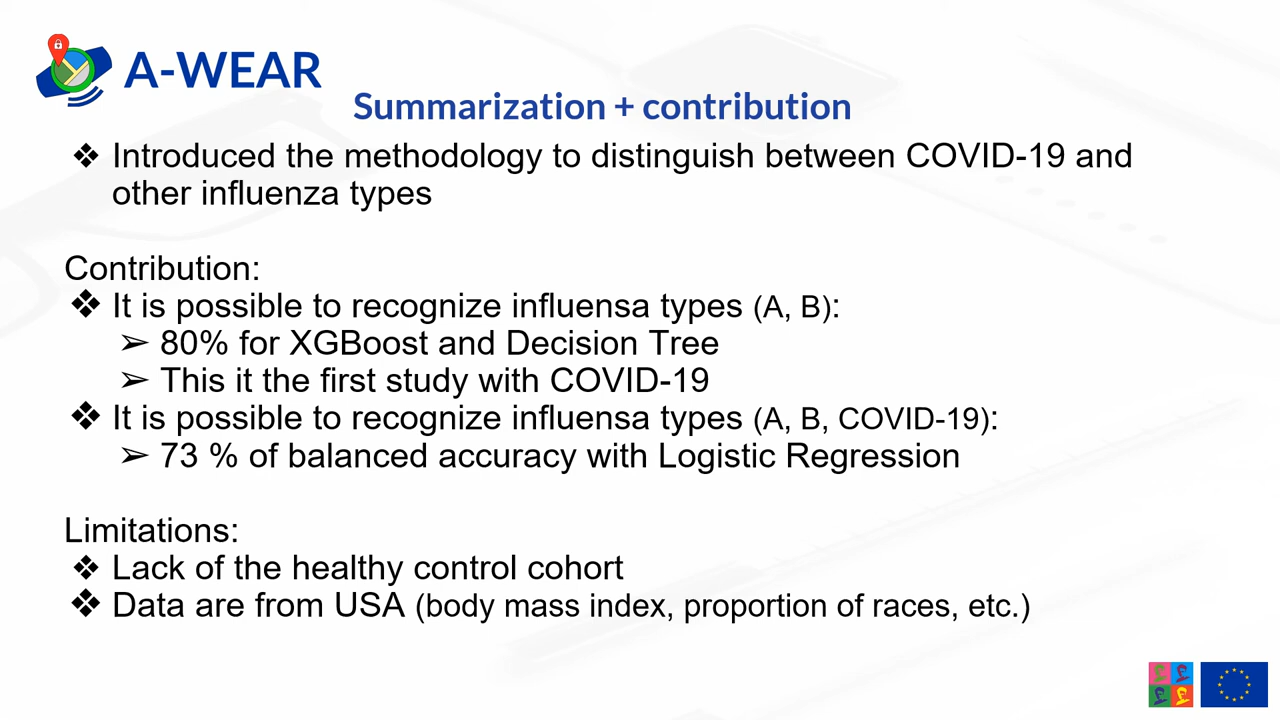 A-WEAR
Summarization + contribution
❖ Introduced the methodology to distinguish between COVID-19 and
other influenza types
Contribution:
❖ It is possible to recognize influensa types (A, B):
➢ 80% for XGBoost and Decision Tree
➢ This it the first study with COVID-19
❖ It is possible to recognize influensa types (A, B, COVID-19):
➢ 73 % of balanced accuracy with Logistic Regression
Limitations:
❖ Lack of the healthy control cohort
❖ Data are from USA (body mass index, proportion of races, etc.)